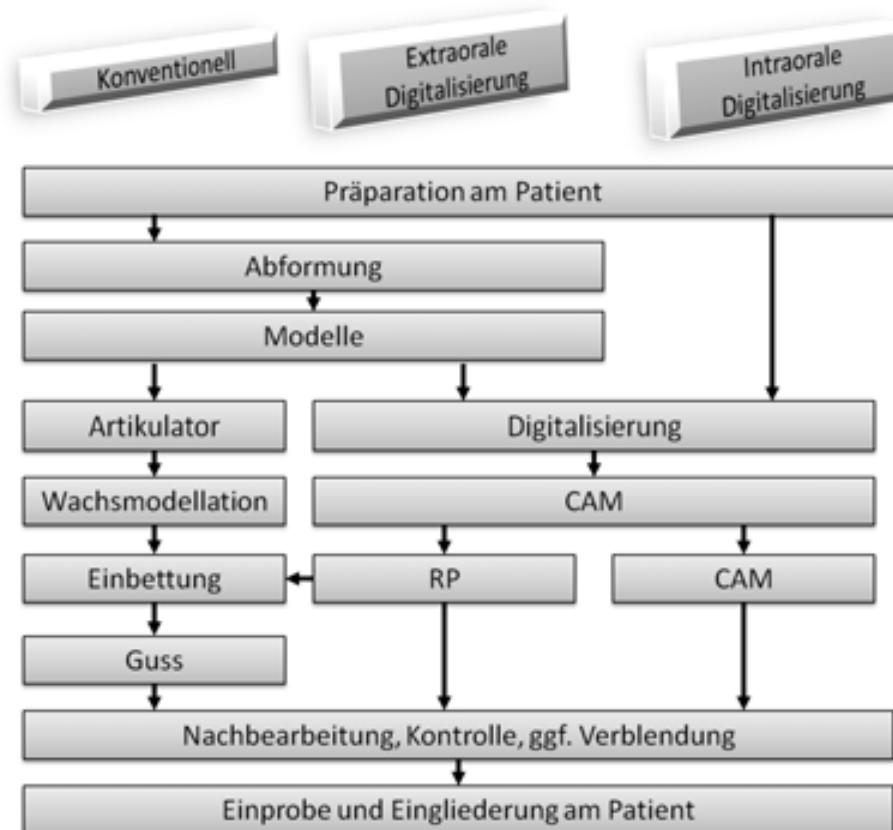 Konventionell
Extraorale
Digitalisierung
Intraorale
Digitalisierung
Präparation am Patient
Abformung
Modelle
Artikulator
Digitalisierung
Wachsmodellation
CAM
Einbettung
RP
CAM
Guss
Nachbearbeitung, Kontrolle, ggf. Verblendung
Einprobe und Eingliederung am Patient